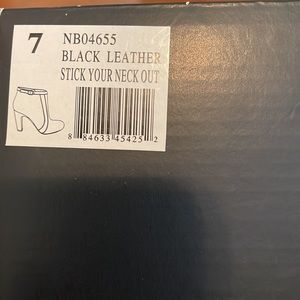 7 NB04655
BLACK LEATHER
STICK YOUR NECK OUT
8 84633 45425 2